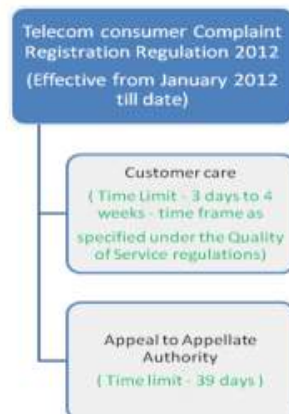 Telecom consumer Complaint
Registration Regulation 2012
(Effective from January 2012
till date)
Customer care
( Time Limit - 3 days to 4
weeks - time frame as
specified under the Quality
of Service regulations)
Appeal to Appellate
Authority
( Time limit - 39 days )